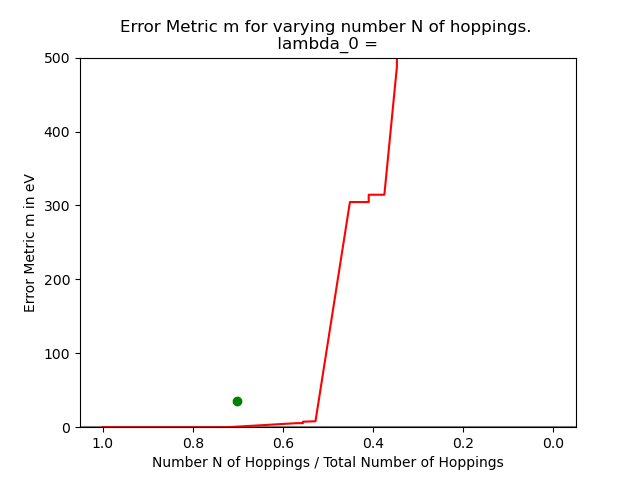 Error Metric m for varying number N of hoppings.
lambda_0 =
500
400
300
200
100
0
Error Metric m in eV
1.0 0.8 0.6 0.4 0.2 0.0
Number N of Hoppings / Total Number of Hoppings